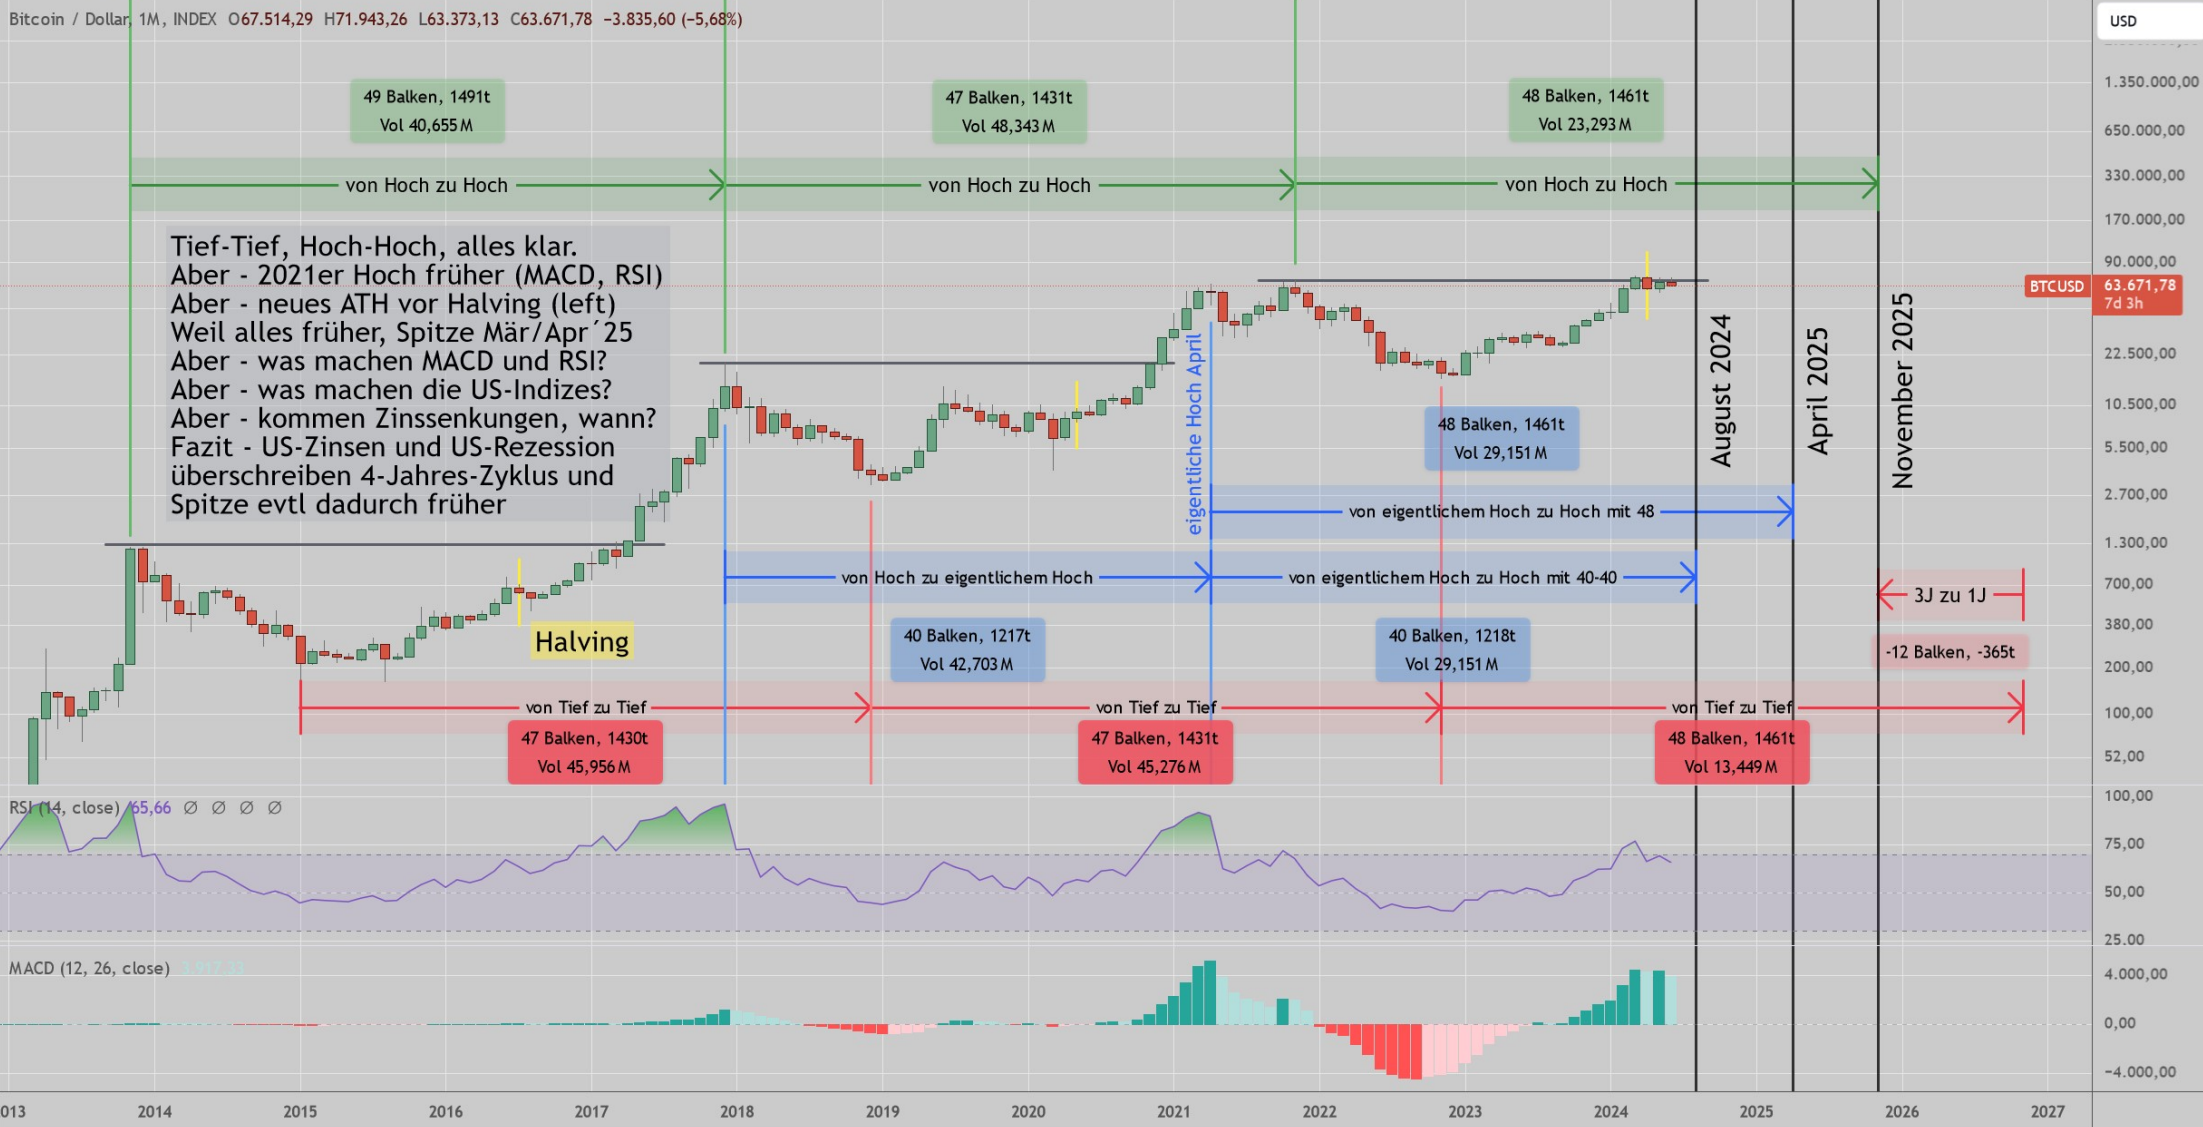 Bitcoin / Dollar, 1M, INDEX O67.514,29 H71.943,26 L63.373,13 C63.671,78 −3.835,60 (−5,68%)
USD
49 Balken, 1491t
Vol 40,655 M
47 Balken, 1431t
Vol 48,343 M
48 Balken, 1461t
Vol 23,293 M
von Hoch zu Hoch
von Hoch zu Hoch
von Hoch zu Hoch
Tief-Tief, Hoch-Hoch, alles klar.
Aber - 2021er Hoch früher (MACD, RSI)
Aber - neues ATH vor Halving (left)
Weil alles früher, Spitze Mär/Apr´25
Aber - was machen MACD und RSI?
Aber - was machen die US-Indizes?
Aber - kommen Zinssenkungen, wann?
Fazit - US-Zinsen und US-Rezession
überschreiben 4-Jahres-Zyklus und
Spitze evtl dadurch früher
eigentliche Hoch April
August 2024
April 2025
November 2025
48 Balken, 1461t
Vol 29,151 M
von eigentlichem Hoch zu Hoch mit 48
von Hoch zu eigentlichem Hoch
von eigentlichem Hoch zu Hoch mit 40-40
3J zu 1J
-12 Balken, -365t
Halving
40 Balken, 1217t
Vol 42,703 M
40 Balken, 1218t
Vol 29,151 M
von Tief zu Tief
von Tief zu Tief
von Tief zu Tief
47 Balken, 1430t
Vol 45,956 M
47 Balken, 1431t
Vol 45,276 M
48 Balken, 1461t
Vol 13,449 M
1.350.000,00
650.000,00
330.000,00
170.000,00
90.000,00
BTCUSD 63.671,78
7d 3h
22.500,00
10.500,00
5.500,00
2.700,00
1.300,00
700,00
380,00
200,00
100,00
52,00
RSI (14, close) 65,66 Ø Ø Ø Ø
100,00
75,00
50,00
25,00
MACD (12, 26, close) 3.917,33
4.000,00
0,00
−4.000,00
013 2014 2015 2016 2017 2018 2019 2020 2021 2022 2023 2024 2025 2026 2027